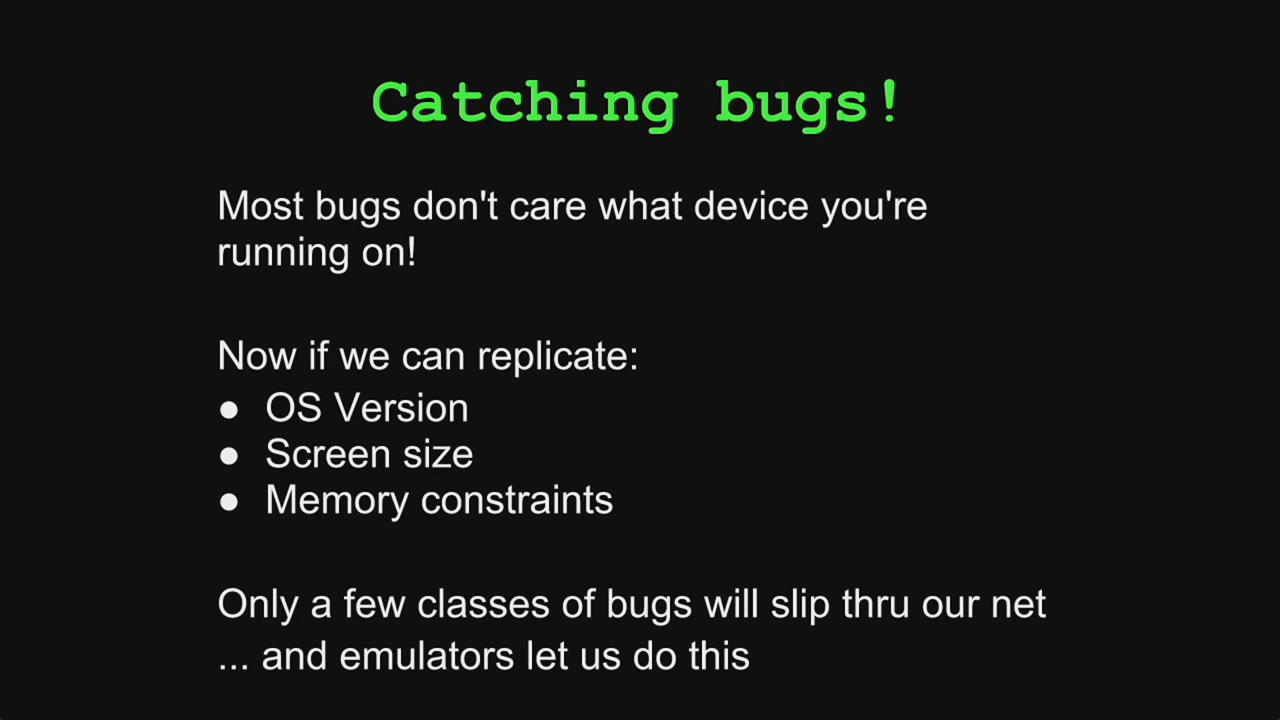 Catching bugs!
Most bugs don't care what device you're
running on!
Now if we can replicate:
● OS Version
● Screen size
● Memory constraints
Only a few classes of bugs will slip thru our net
... and emulators let us do this